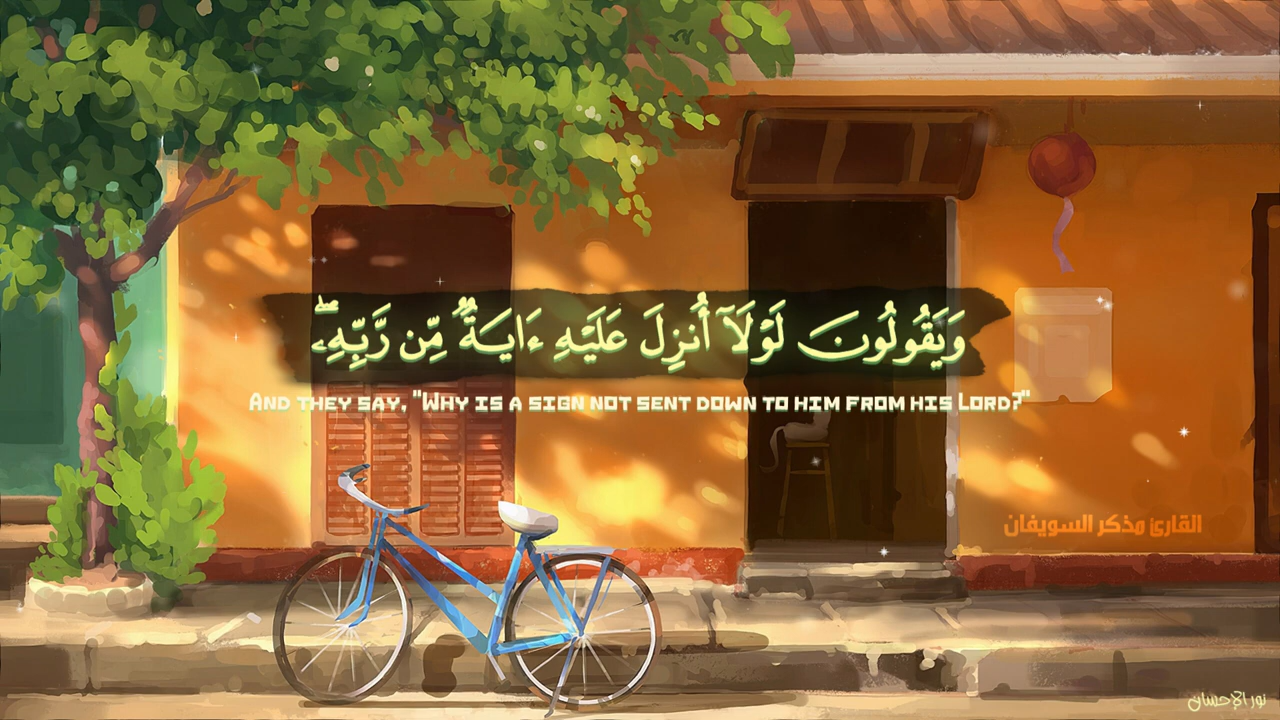 وَيَقُولُونَ لَوْلَآ أُنزِلَ عَلَيْهِ ءَايَةٌۭ مِّن رَّبِّهِۦ ۖ
And they say, "Why is a sign not sent down to him from his Lord?"
القارئ مذكر السويفان
نور الإحسان